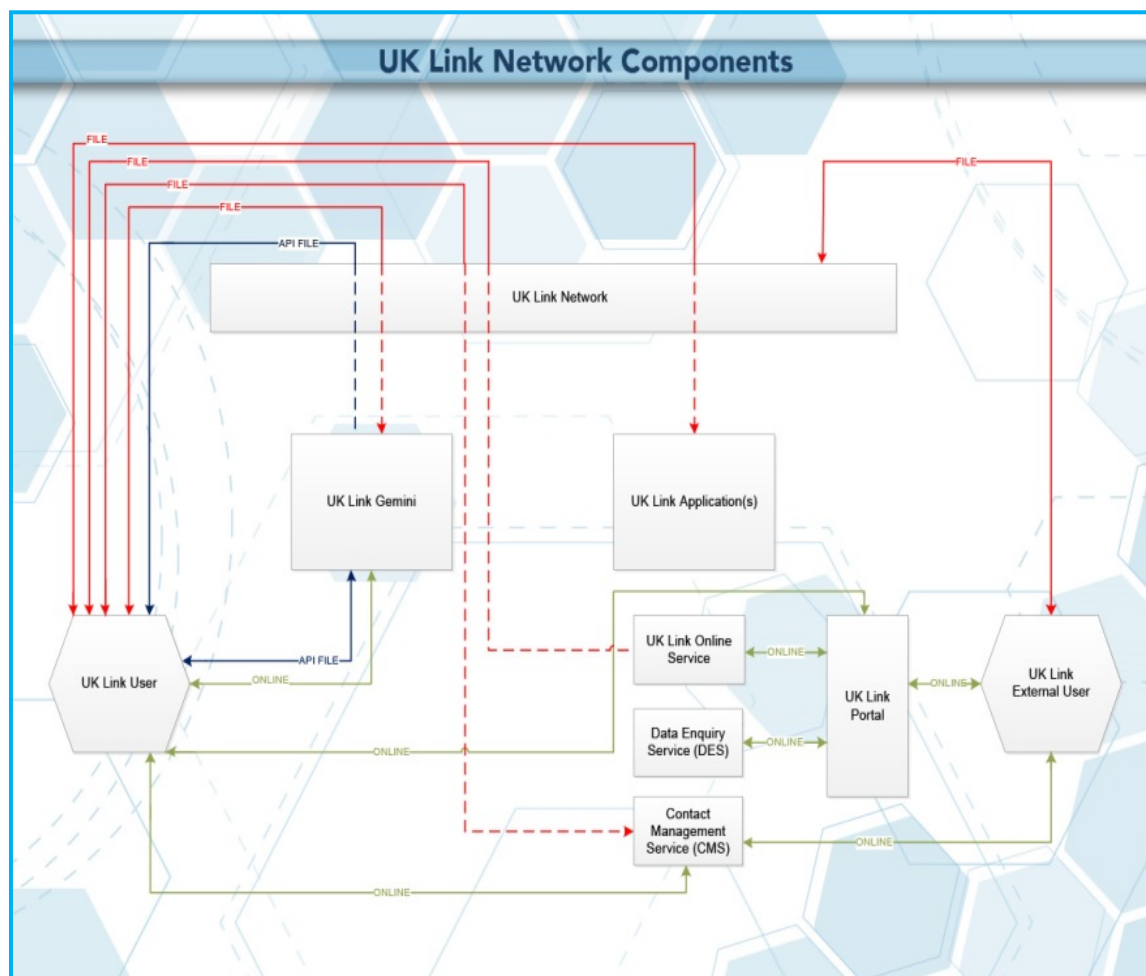 UK Link Network Components
FILE
FILE
FILE
FILE
FILE
API FILE
UK Link Network
UK Link Gemini
UK Link Application(s)
UK Link User
API FILE
ONLINE
ONLINE
UK Link Online
Service
ONLINE
Data Enquiry
Service (DES)
ONLINE
Contact
Management
Service (CMS)
ONLINE
UK Link
Portal
ONLINE
UK Link
External User
ONLINE